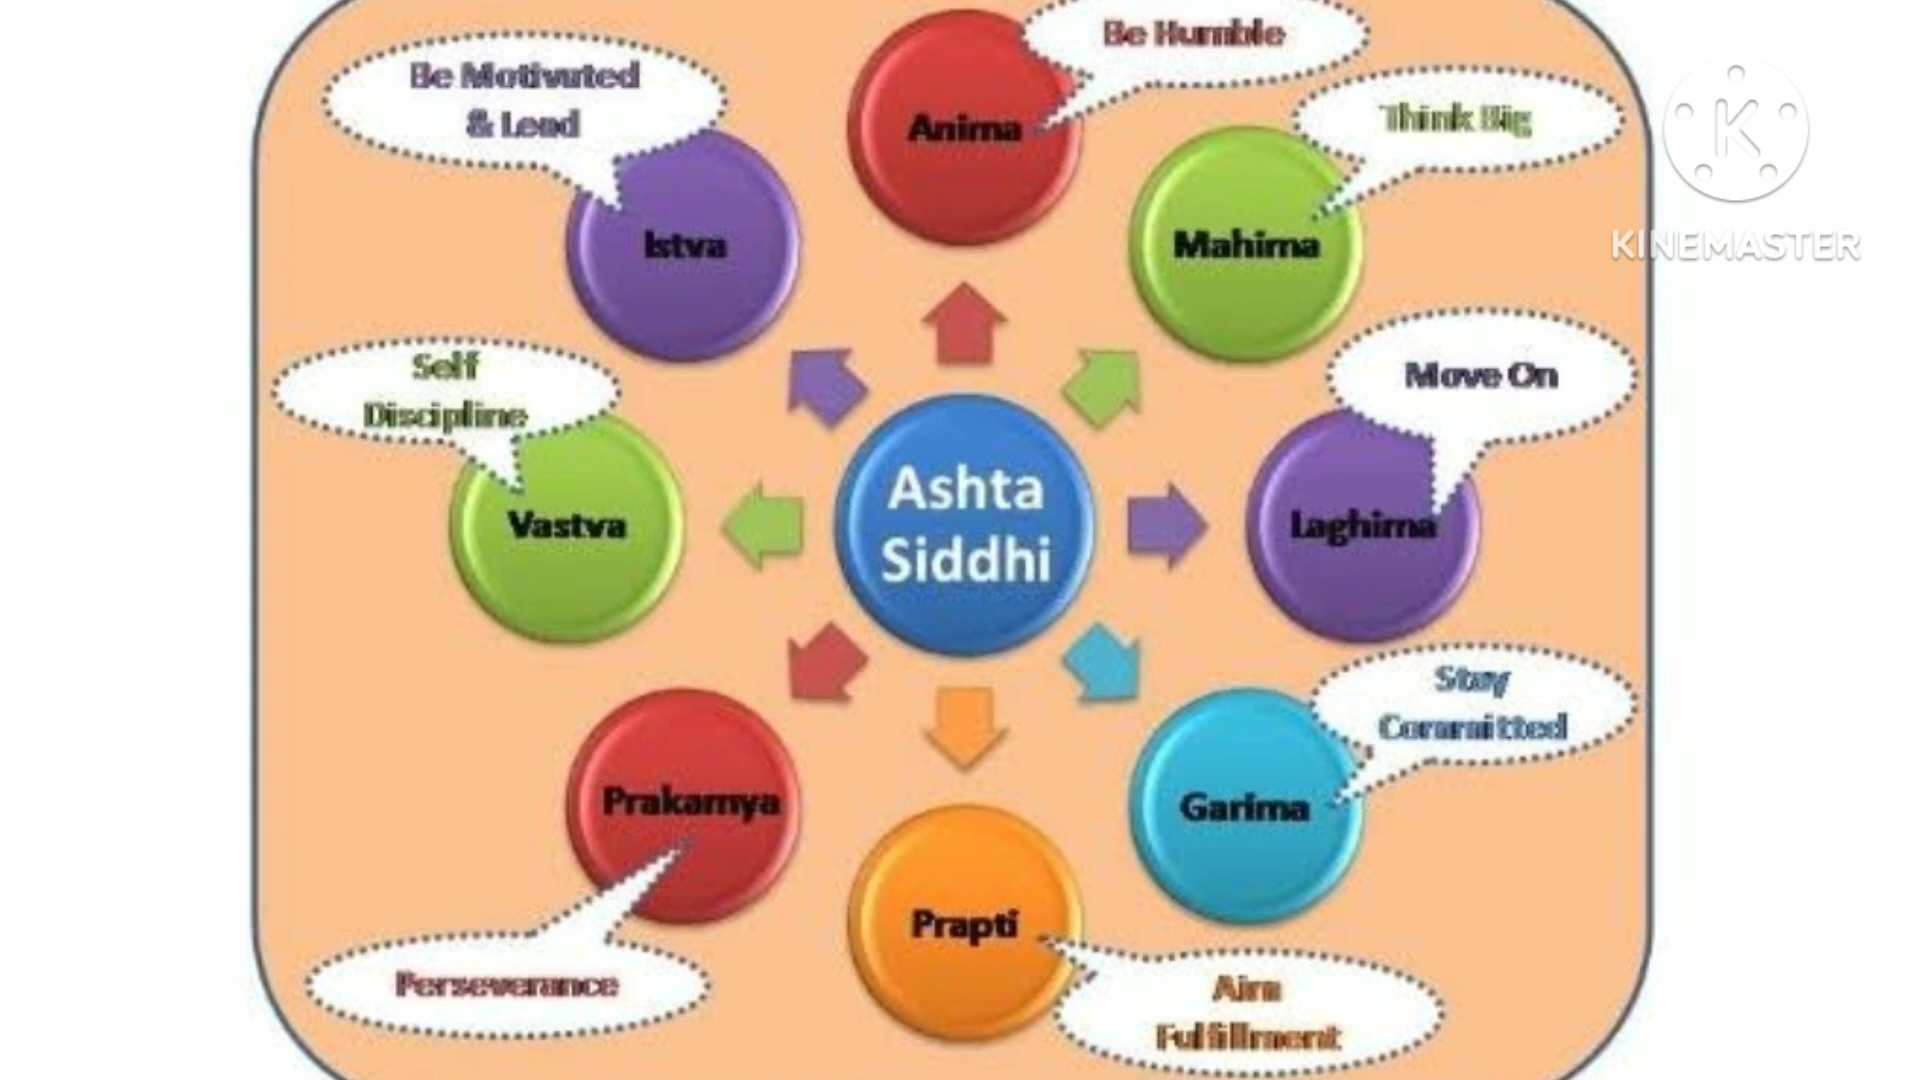 Be Humble
Anima
Think Big
Mahima
Move On
Laghima
Stay
Committed
Garima
Aim
Fulfillment
Prapti
Perseverance
Prakamya
Self
Discipline
Vastva
Be Motivated
& Lead
Istva
Ashta
Siddhi
K
KINEMASTER